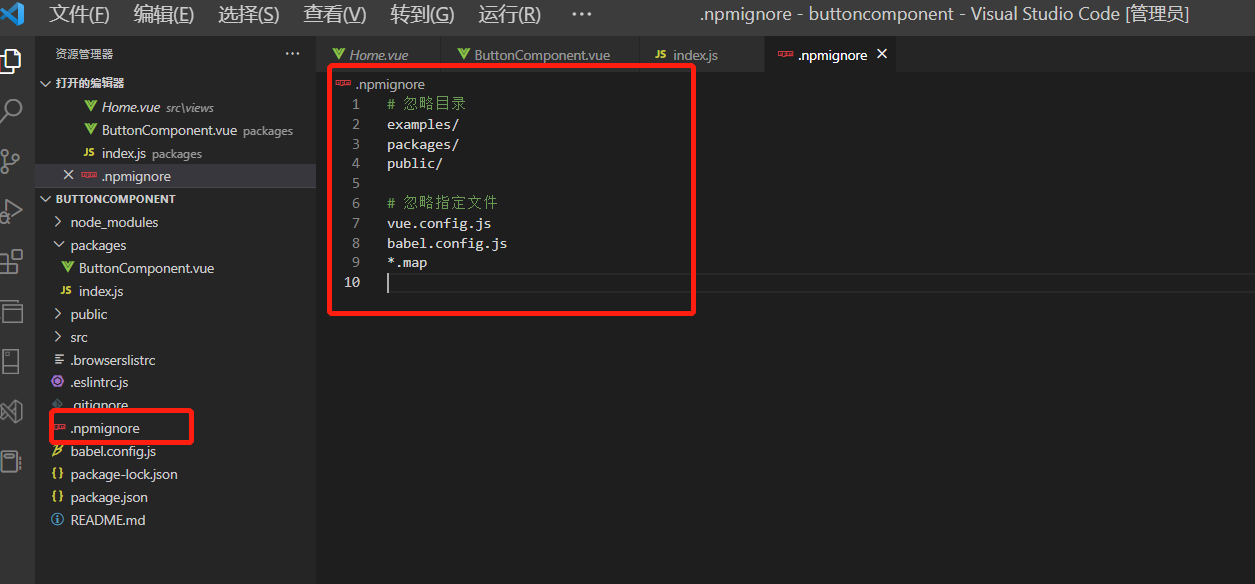 文件(F) 编辑(E) 选择(S) 查看(V) 转到(G) 运行(R) ··· .npmignore - buttoncomponent - Visual Studio Code [管理员]
资源管理器 ···
打开的编辑器
Home.vue src\views
ButtonComponent.vue packages
JS index.js packages
.npmignore
BUTTONCOMPONENT
node_modules
packages
ButtonComponent.vue
JS index.js
public
src
.browserslistrc
.eslintrc.js
.gitignore
.npmignore
babel.config.js
{} package-lock.json
{} package.json
README.md
Home.vue ButtonComponent.vue JS index.js .npmignore
.npmignore
1 # 忽略目录
2 examples/
3 packages/
4 public/
5
6 # 忽略指定文件
7 vue.config.js
8 babel.config.js
9 *.map
10